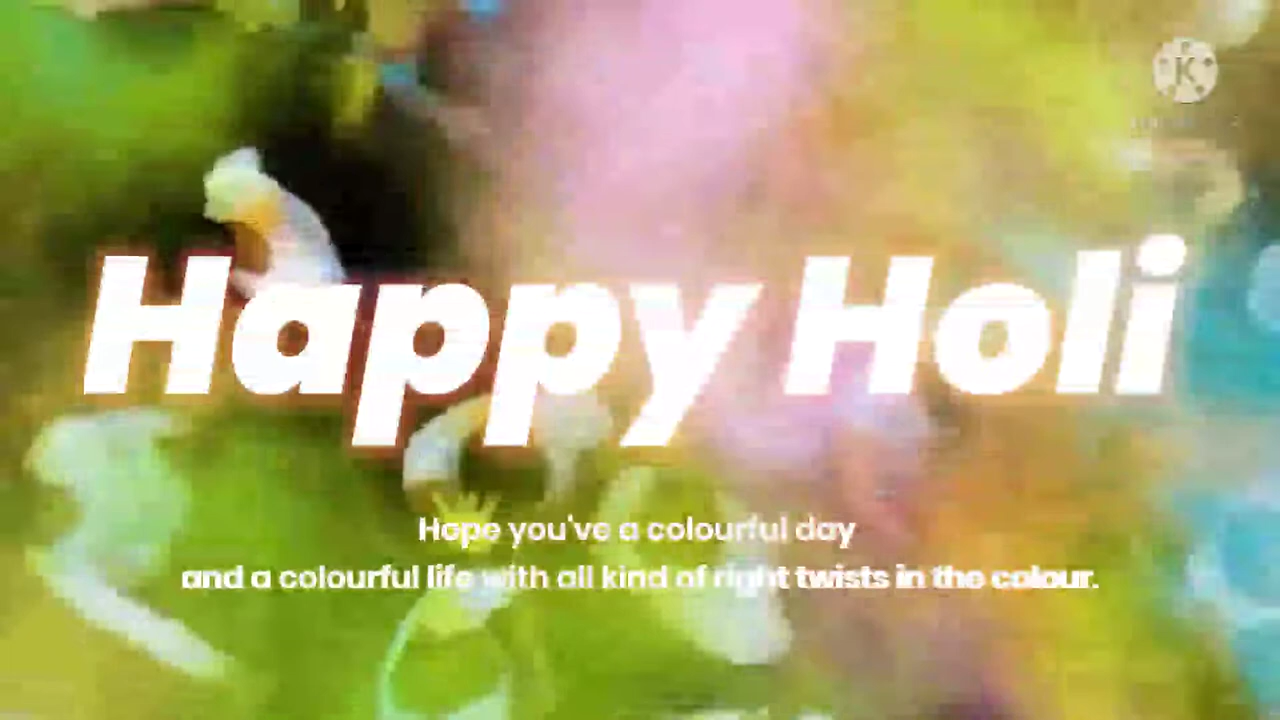 Happy Holi
Hope you've a colourful day
and a colourful life with all kind of right twists in the colour.
K